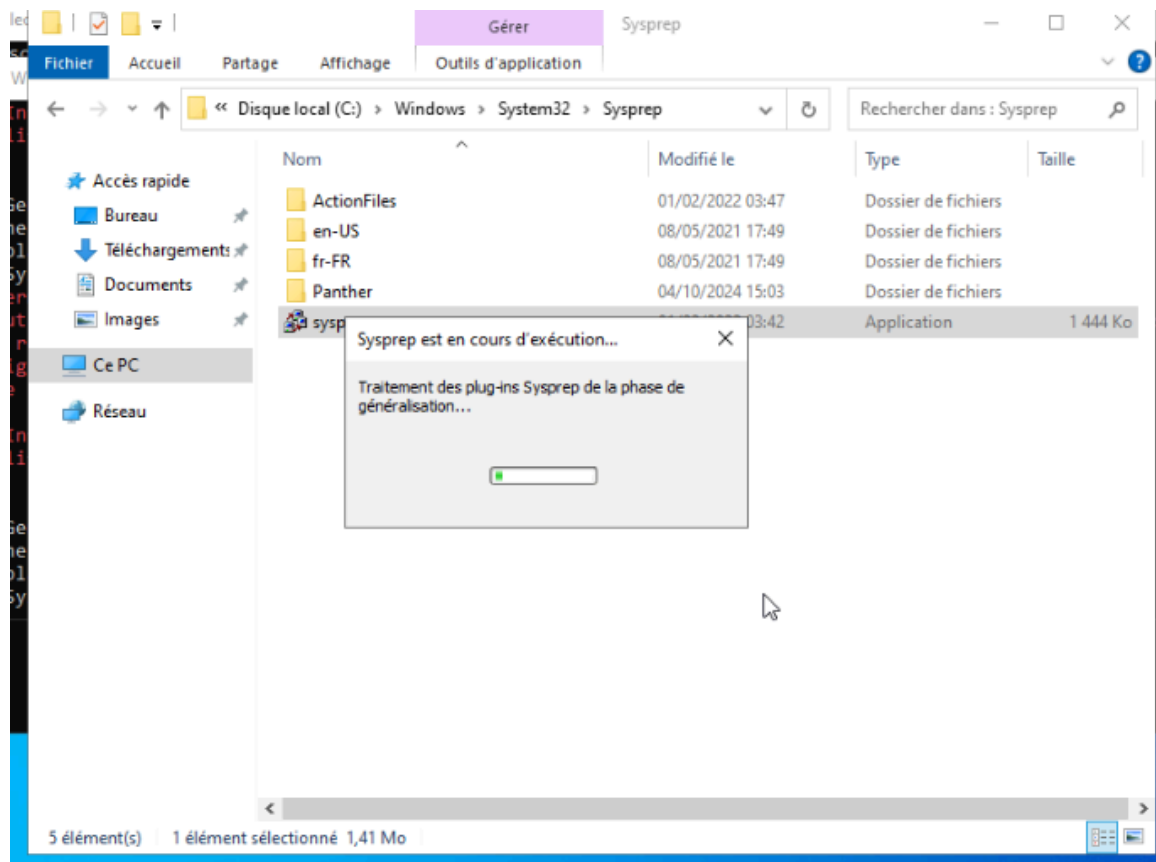 Gérer
Sysprep
Fichier
Accueil
Partage
Affichage
Outils d'application
« Disque local (C:) > Windows > System32 > Sysprep
Rechercher dans : Sysprep
Nom
Modifié le
Type
Taille
Accès rapide
Bureau
Téléchargements
Documents
Images
Ce PC
Réseau
ActionFiles 01/02/2022 03:47 Dossier de fichiers
en-US 08/05/2021 17:49 Dossier de fichiers
fr-FR 08/05/2021 17:49 Dossier de fichiers
Panther 04/10/2024 15:03 Dossier de fichiers
sysp 03:42 Application 1 444 Ko
Sysprep est en cours d'exécution...
Traitement des plug-ins Sysprep de la phase de
généralisation...
5 élément(s)
1 élément sélectionné 1,41 Mo